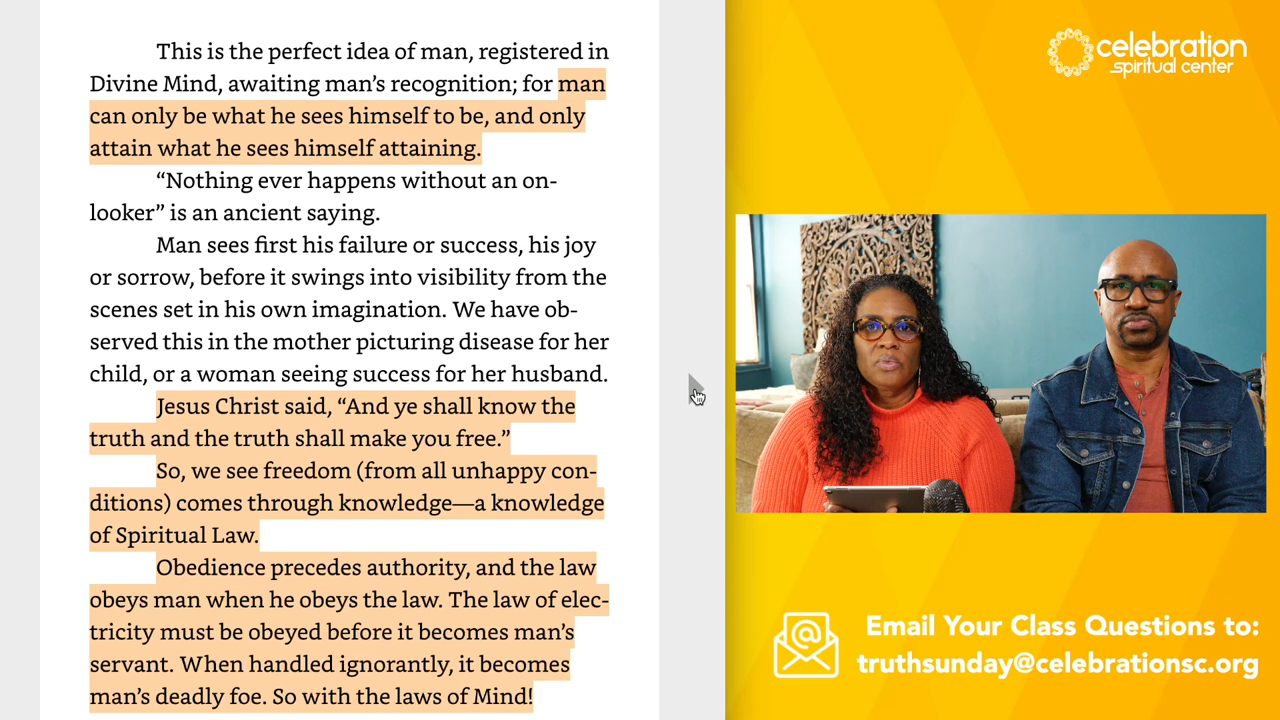 This is the perfect idea of man, registered in
Divine Mind, awaiting man’s recognition; for man
can only be what he sees himself to be, and only
attain what he sees himself attaining.
“Nothing ever happens without an on-
looker” is an ancient saying.
Man sees first his failure or success, his joy
or sorrow, before it swings into visibility from the
scenes set in his own imagination. We have ob-
served this in the mother picturing disease for her
child, or a woman seeing success for her husband.
Jesus Christ said, “And ye shall know the
truth and the truth shall make you free.”
So, we see freedom (from all unhappy con-
ditions) comes through knowledge—a knowledge
of Spiritual Law.
Obedience precedes authority, and the law
obeys man when he obeys the law. The law of elec-
tricity must be obeyed before it becomes man’s
servant. When handled ignorantly, it becomes
man’s deadly foe. So with the laws of Mind!
celebration
spiritual center
Email Your Class Questions to:
truthsunday@celebrationsc.org